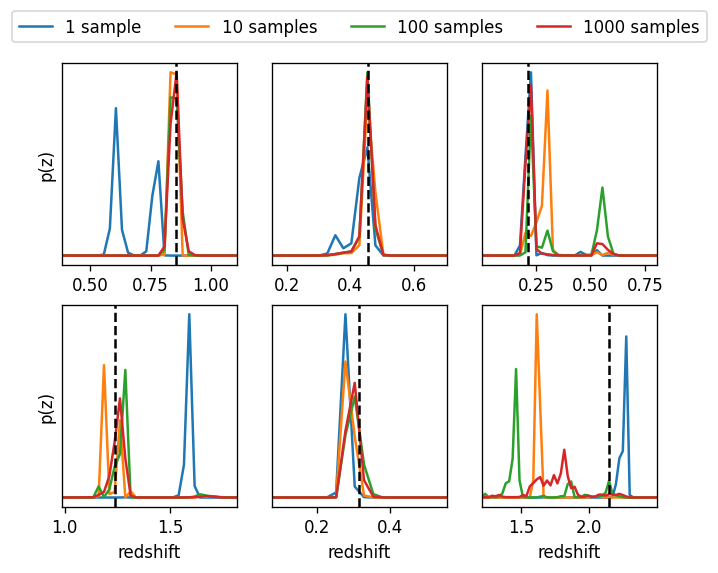 1 sample 10 samples 100 samples 1000 samples
p(z)
0.50 0.75 1.00
0.2 0.4 0.6
0.25 0.50 0.75
p(z)
1.0 1.5
0.2 0.4
1.5 2.0
redshift redshift redshift